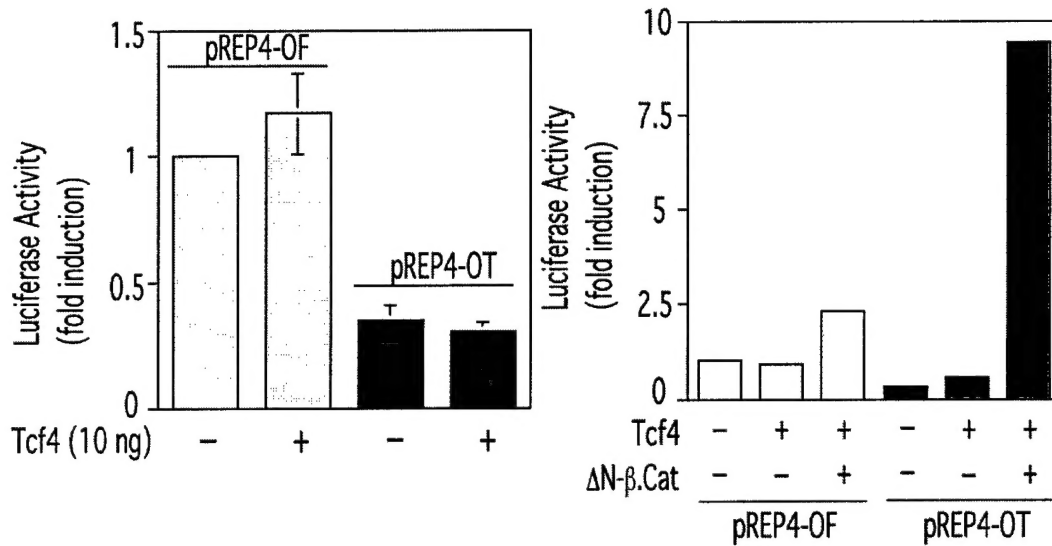 1.5
pREP4-OF
1
pREP4-OT
0.5
0
Luciferase Activity
(fold induction)
Tcf4 (10 ng) – + – +
10
7.5
5
2.5
0
Luciferase Activity
(fold induction)
Tcf4 – + + – + +
ΔN-β.Cat – – + – – +
pREP4-OF pREP4-OT